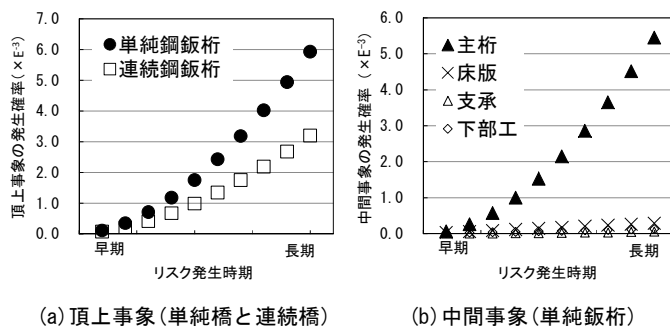 7.0
6.0
5.0
4.0
3.0
2.0
1.0
0.0
頂上事象の発生確率(×E⁻³)
●単純鋼鈑桁
□連続鋼鈑桁
早期
長期
リスク発生時期
(a)頂上事象(単純橋と連続橋)
6.0
5.0
4.0
3.0
2.0
1.0
0.0
中間事象の発生確率(×E⁻³)
▲主桁
×床版
△支承
◇下部工
早期
長期
リスク発生時期
(b)中間事象(単純鈑桁)